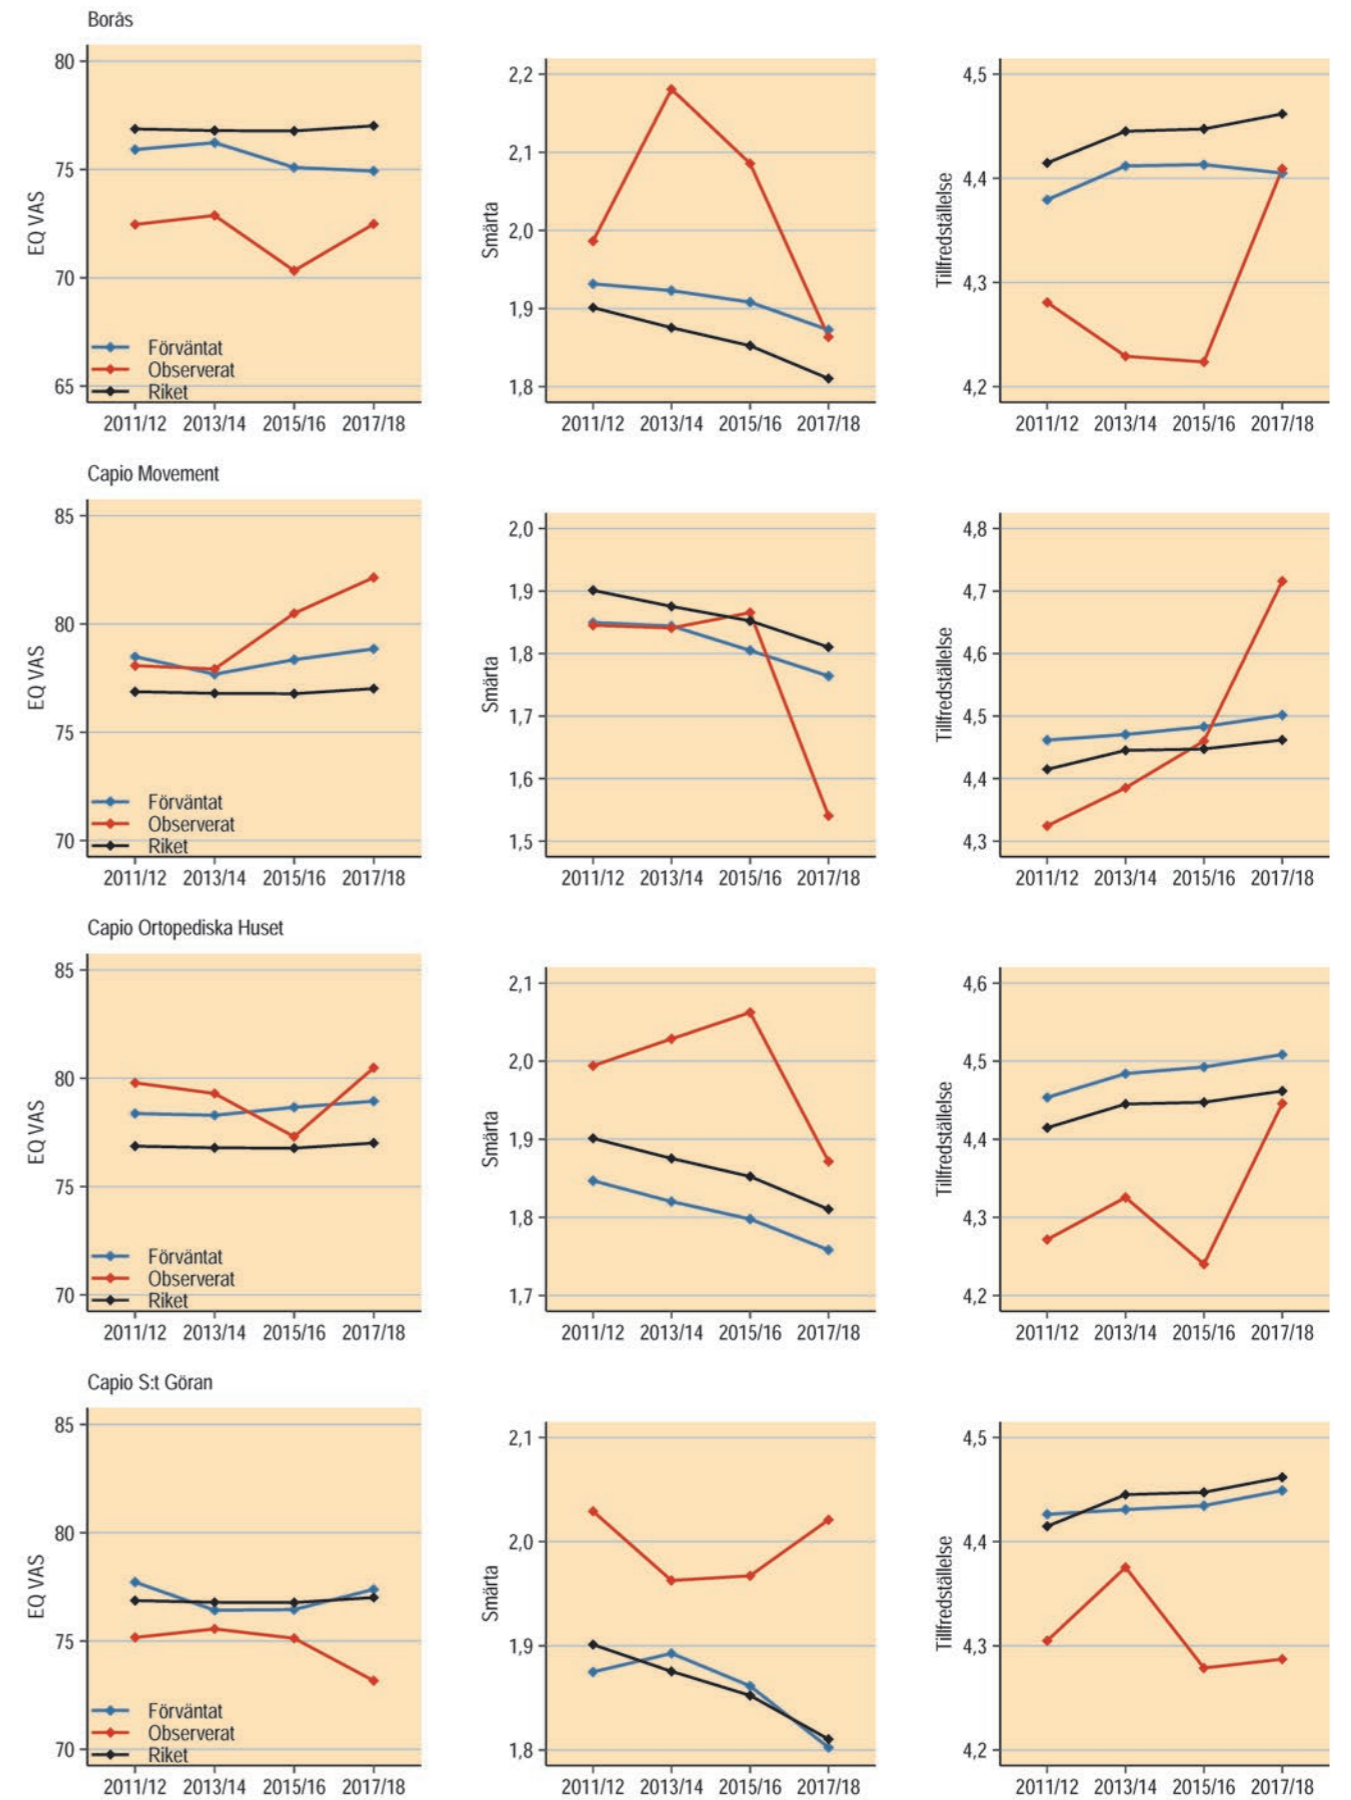 Borås
80
75
70
65
EQ VAS
Förväntat
Observerat
Riket
2011/12 2013/14 2015/16 2017/18
2,2
2,1
2,0
1,9
1,8
Smärta
2011/12 2013/14 2015/16 2017/18
4,5
4,4
4,3
4,2
Tillfredställelse
2011/12 2013/14 2015/16 2017/18
Capio Movement
85
80
75
70
EQ VAS
Förväntat
Observerat
Riket
2011/12 2013/14 2015/16 2017/18
2,0
1,9
1,8
1,7
1,6
1,5
Smärta
2011/12 2013/14 2015/16 2017/18
4,8
4,7
4,6
4,5
4,4
4,3
Tillfredställelse
2011/12 2013/14 2015/16 2017/18
Capio Ortopediska Huset
85
80
75
70
EQ VAS
Förväntat
Observerat
Riket
2011/12 2013/14 2015/16 2017/18
2,1
2,0
1,9
1,8
1,7
Smärta
2011/12 2013/14 2015/16 2017/18
4,6
4,5
4,4
4,3
4,2
Tillfredställelse
2011/12 2013/14 2015/16 2017/18
Capio S:t Göran
85
80
75
70
EQ VAS
Förväntat
Observerat
Riket
2011/12 2013/14 2015/16 2017/18
2,1
2,0
1,9
1,8
Smärta
2011/12 2013/14 2015/16 2017/18
4,5
4,4
4,3
4,2
Tillfredställelse
2011/12 2013/14 2015/16 2017/18